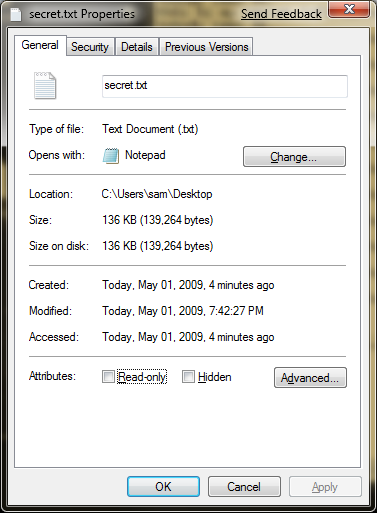 secret.txt Properties Send Feedback
General Security Details Previous Versions
secret.txt
Type of file: Text Document (.txt)
Opens with: Notepad Change...
Location: C:\Users\sam\Desktop
Size: 136 KB (139,264 bytes)
Size on disk: 136 KB (139,264 bytes)
Created: Today, May 01, 2009, 4 minutes ago
Modified: Today, May 01, 2009, 7:42:27 PM
Accessed: Today, May 01, 2009, 4 minutes ago
Attributes: Read-only Hidden Advanced...
OK Cancel Apply